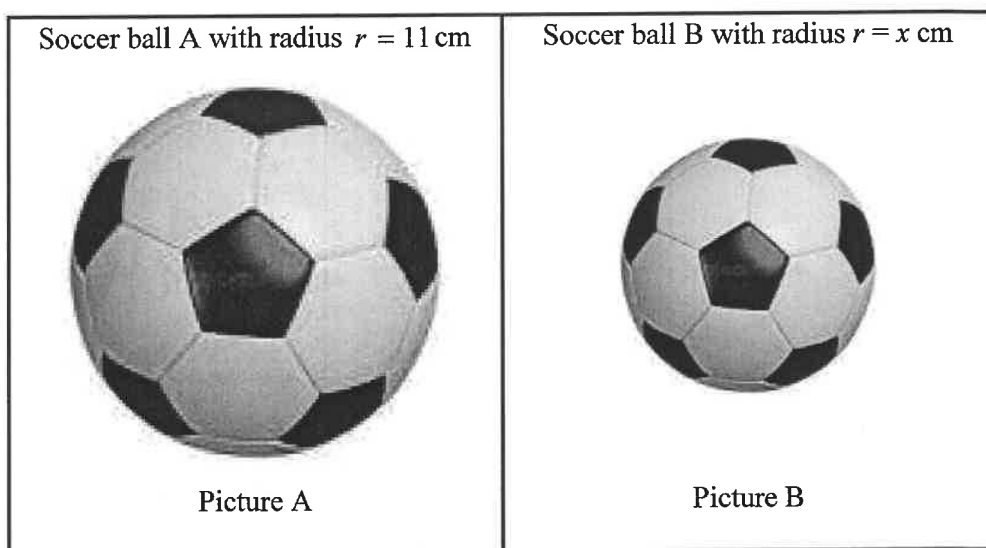 Soccer ball A with radius r = 11 cm
Soccer ball B with radius r = x cm
Picture A
Picture B